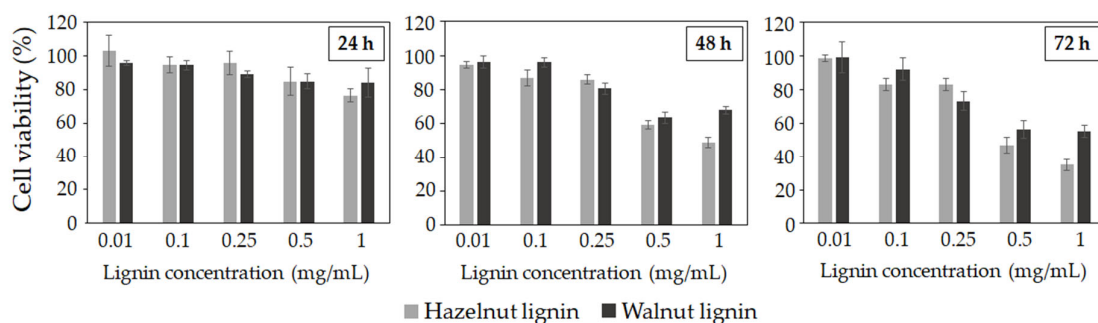 Cell viability (%)
120
100
80
60
40
20
0
24 h
0.01 0.1 0.25 0.5 1
Lignin concentration (mg/mL)
120
100
80
60
40
20
0
48 h
0.01 0.1 0.25 0.5 1
Lignin concentration (mg/mL)
120
100
80
60
40
20
0
72 h
0.01 0.1 0.25 0.5 1
Lignin concentration (mg/mL)
Hazelnut lignin Walnut lignin